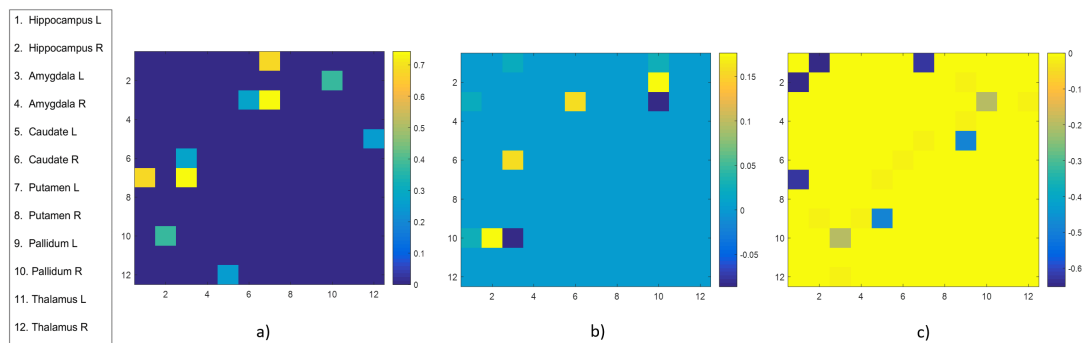 1. Hippocampus L
2. Hippocampus R
3. Amygdala L
4. Amygdala R
5. Caudate L
6. Caudate R
7. Putamen L
8. Putamen R
9. Pallidum L
10. Pallidum R
11. Thalamus L
12. Thalamus R
2
4
6
8
10
12
2 4 6 8 10 12
0.7
0.6
0.5
0.4
0.3
0.2
0.1
0
a)
2
4
6
8
10
12
2 4 6 8 10 12
0.15
0.1
0.05
0
-0.05
b)
2
4
6
8
10
12
2 4 6 8 10 12
0
-0.1
-0.2
-0.3
-0.4
-0.5
-0.6
c)